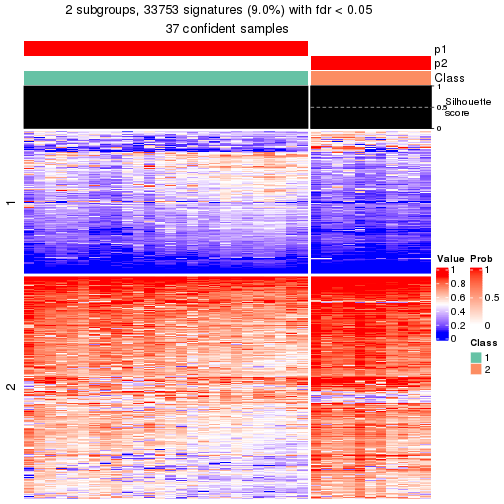 2 subgroups, 33753 signatures (9.0%) with fdr < 0.05
37 confident samples
p1
p2
Class
1
0.5
0
Silhouette
score
1
2
Value
1
0.8
0.6
0.4
0.2
0
Prob
1
0.5
0
Class
1
2